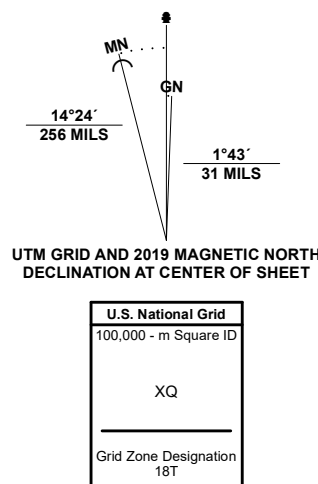 MN
GN
14°24´
256 MILS
1°43´
31 MILS
UTM GRID AND 2019 MAGNETIC NORTH
DECLINATION AT CENTER OF SHEET
U.S. National Grid
100,000 - m Square ID
XQ
Grid Zone Designation
18T